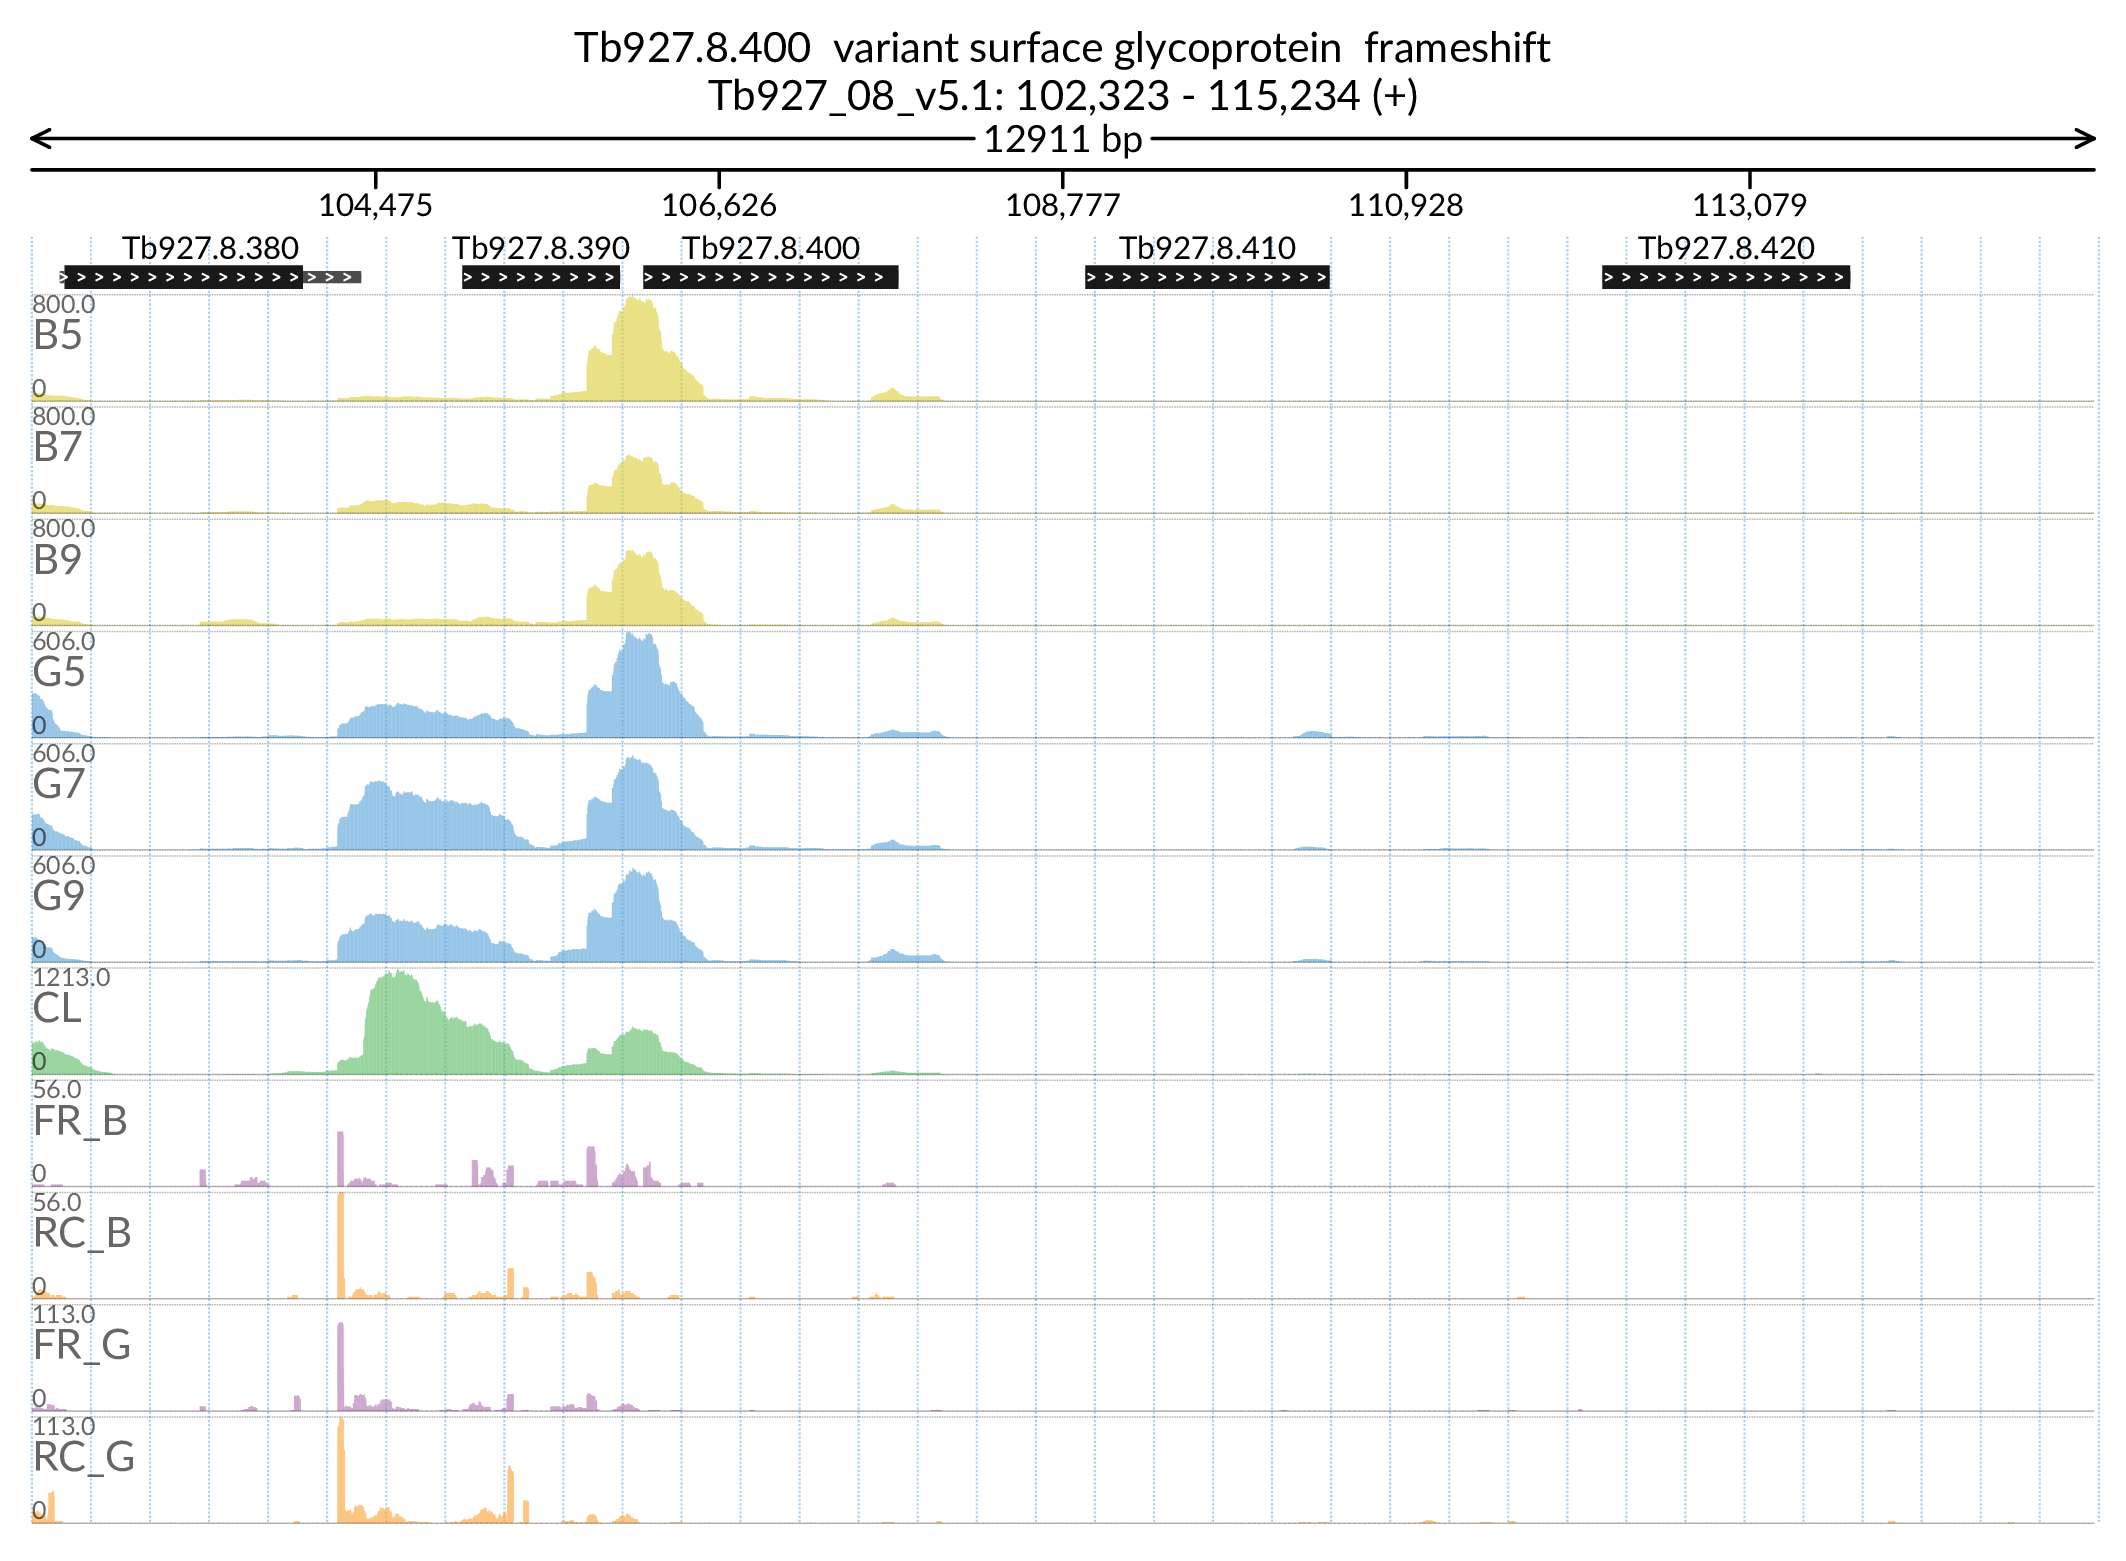 Tb927.8.400  variant surface glycoprotein  frameshift
Tb927_08_v5.1: 102,323 - 115,234 (+)
12911 bp
104,475 106,626 108,777 110,928 113,079
Tb927.8.380 Tb927.8.390 Tb927.8.400 Tb927.8.410 Tb927.8.420
800.0
B5
0
800.0
B7
0
800.0
B9
0
606.0
G5
0
606.0
G7
0
606.0
G9
0
1213.0
CL
0
56.0
FR_B
0
56.0
RC_B
0
113.0
FR_G
0
113.0
RC_G
0